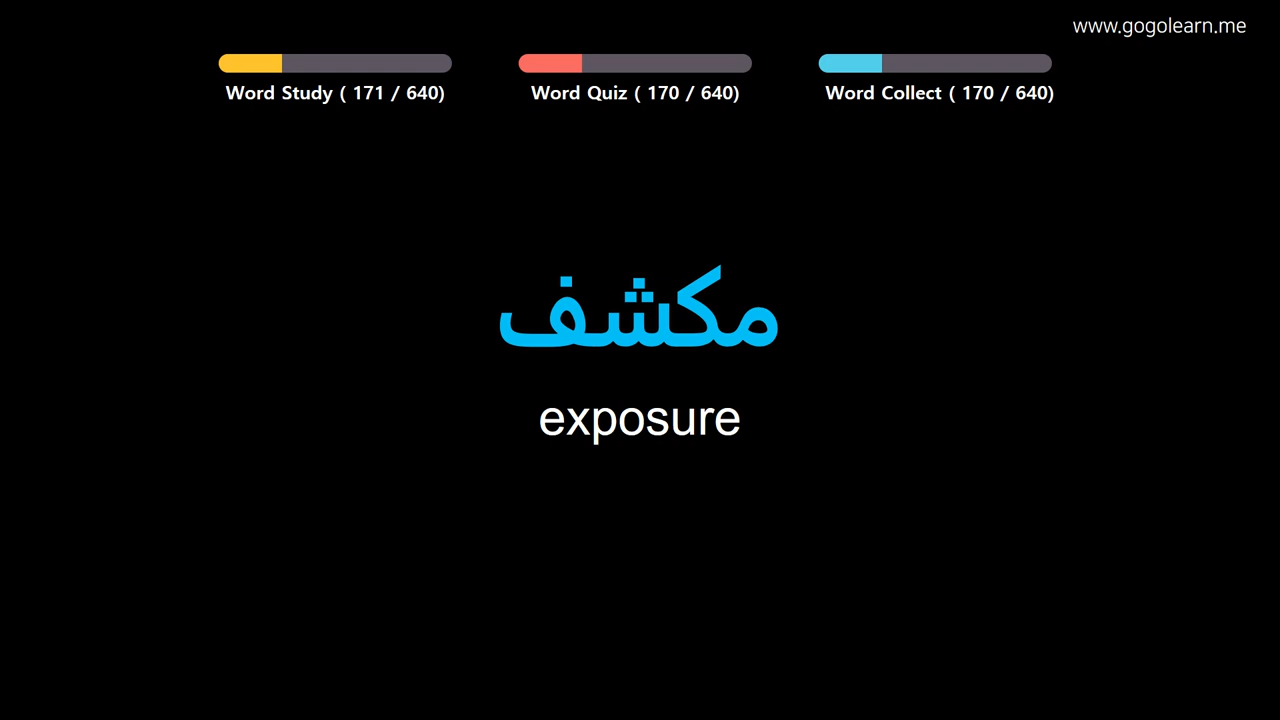 www.gogolearn.me
Word Study ( 171 / 640)
Word Quiz ( 170 / 640)
Word Collect ( 170 / 640)
مكشف
exposure